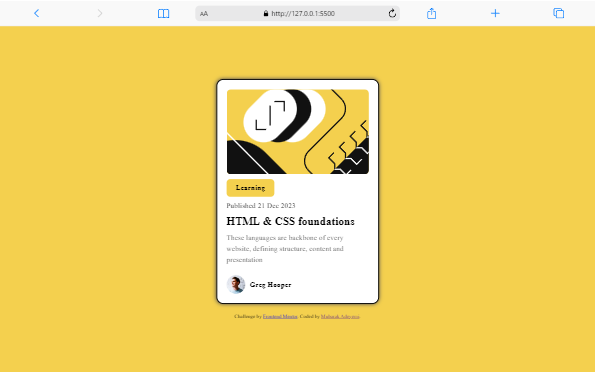 AA
http://127.0.0.1:5500
Learning
Published 21 Dec 2023
HTML & CSS foundations
These languages are backbone of every
website, defining structure, content and
presentation
Greg Hooper
Challenge by Frontend Mentor. Coded by